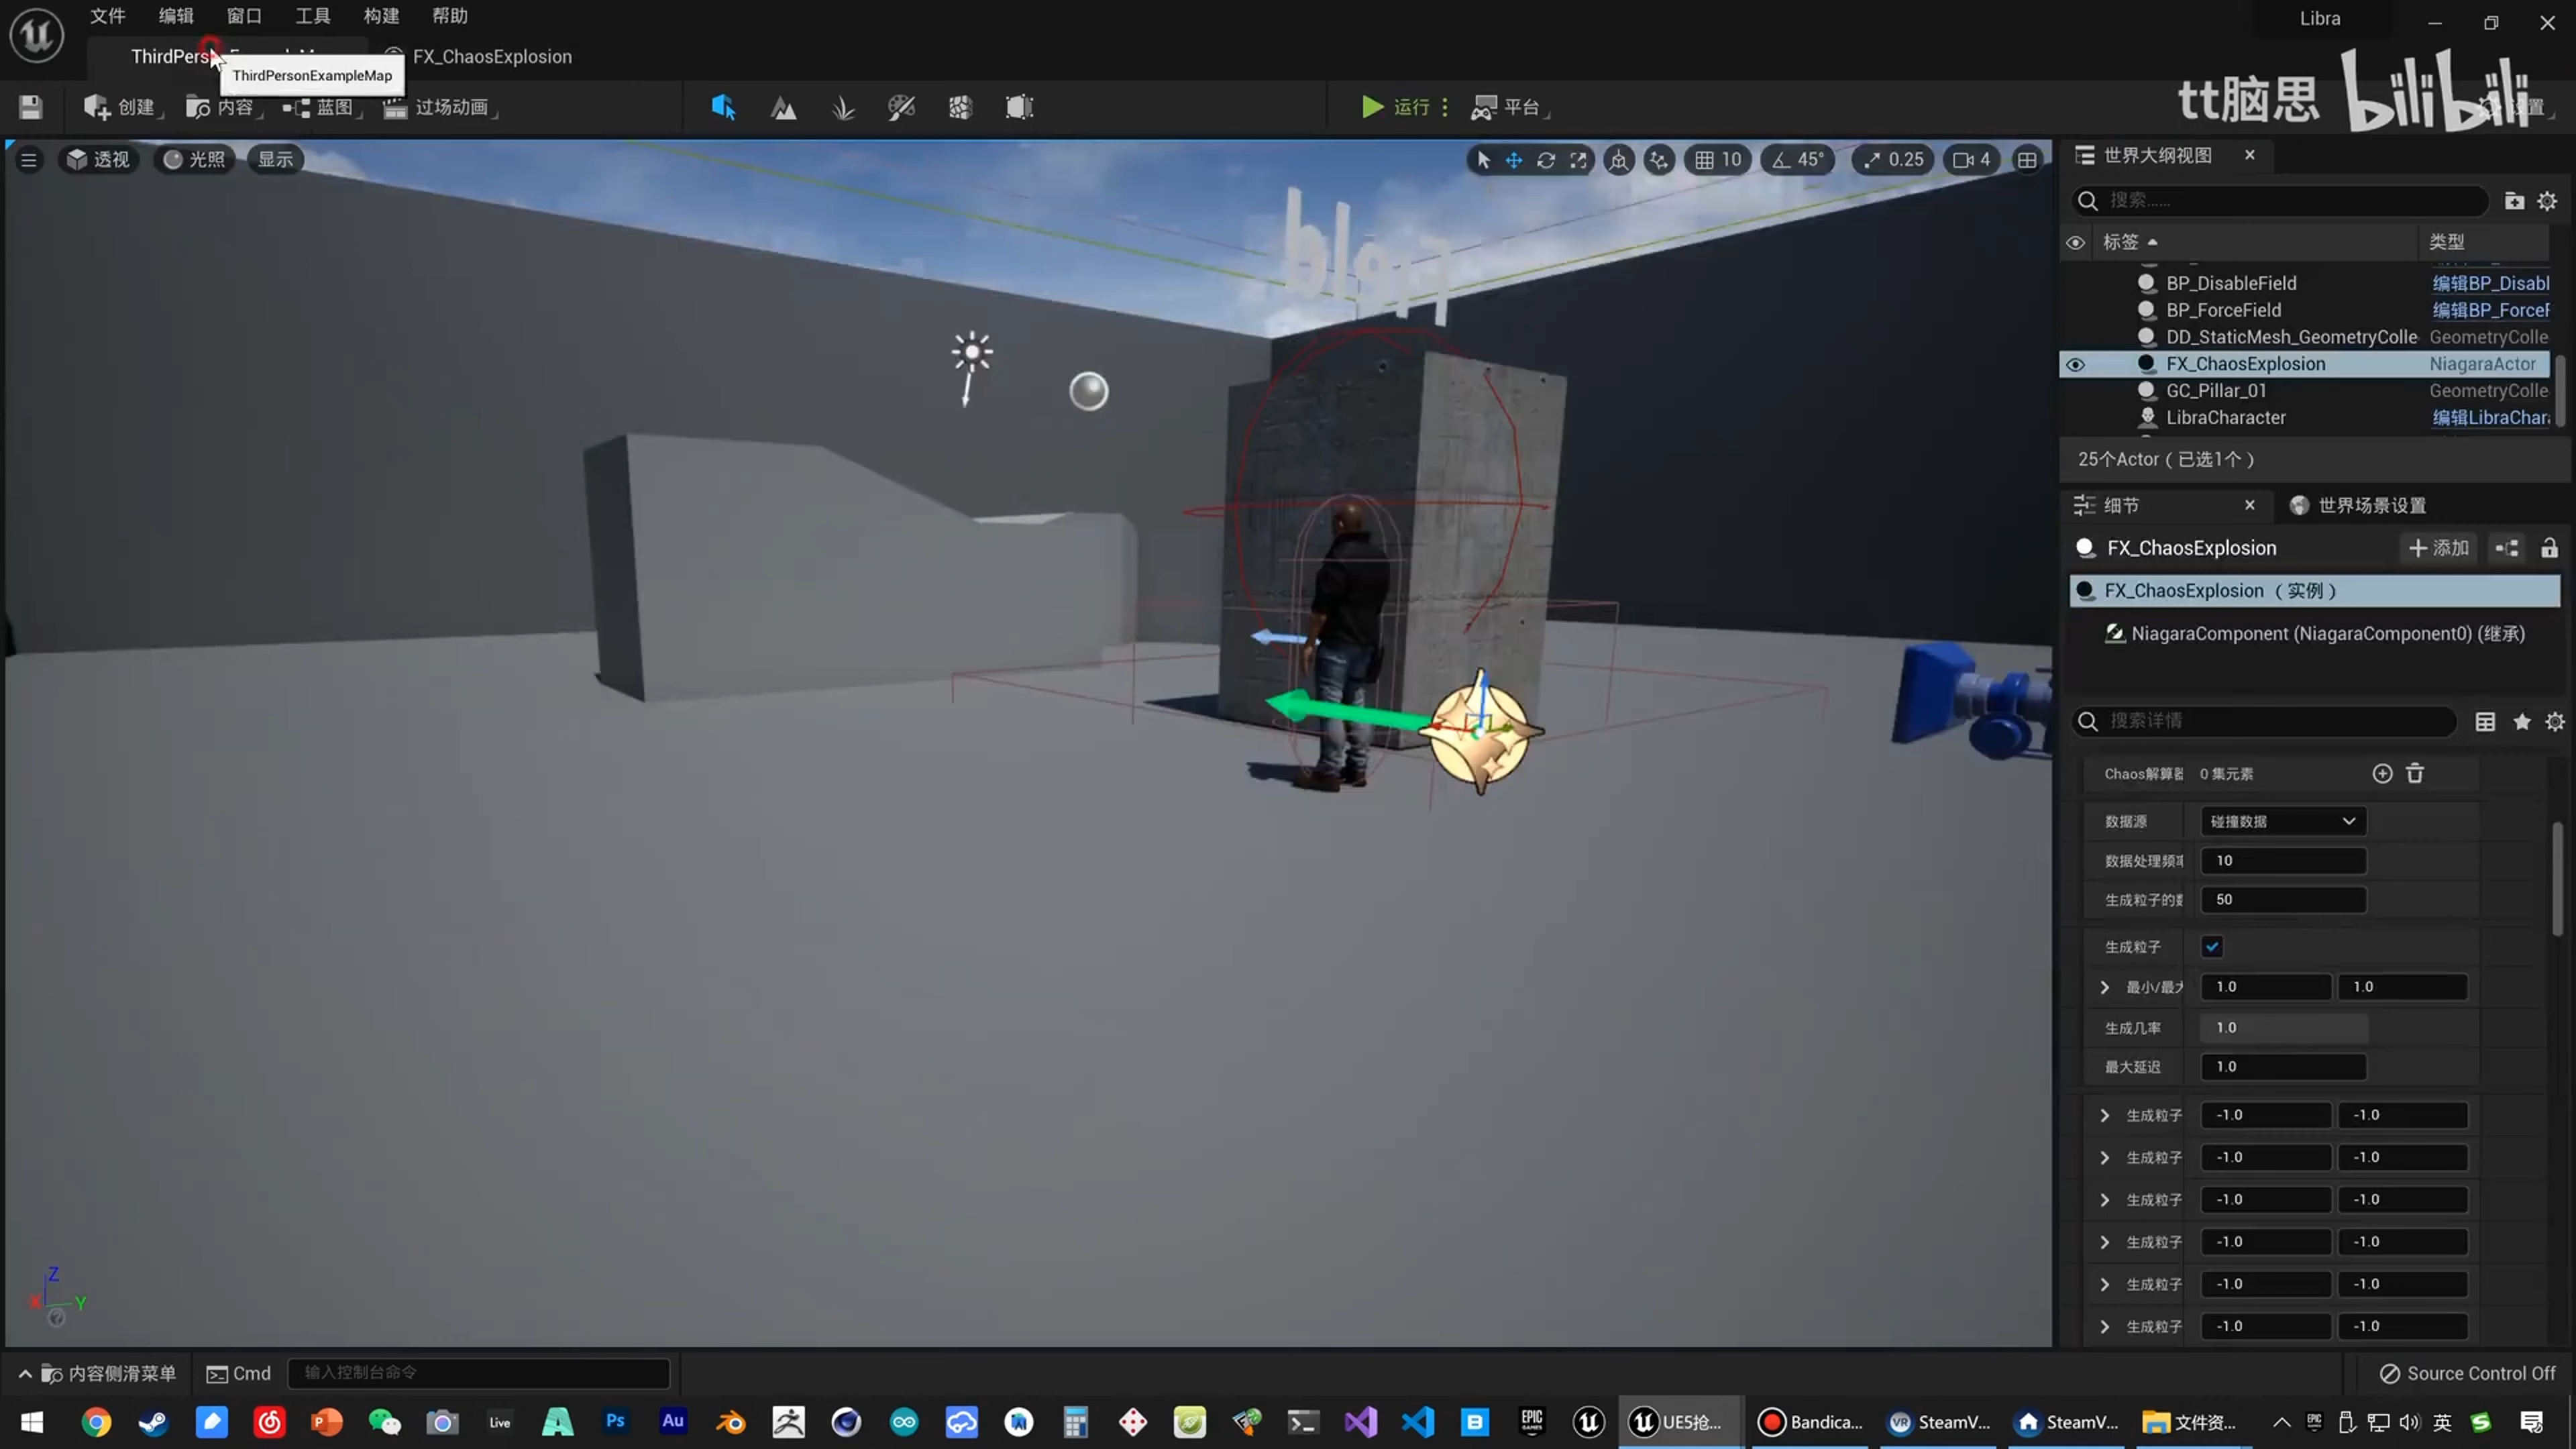 文件 编辑 窗口 工具 构建 帮助
Libra
ThirdPers
FX_ChaosExplosion
ThirdPersonExampleMap
tt脑思 bilibili
创建 内容 蓝图 过场动画 运行 平台
透视 光照 显示
10 45° 0.25 4
世界大纲视图
搜索......
标签 类型
BP_DisableField 编辑BP_Disabl
BP_ForceField 编辑BP_ForceF
DD_StaticMesh_GeometryColle GeometryColle
FX_ChaosExplosion NiagaraActor
GC_Pillar_01 GeometryColle
LibraCharacter 编辑LibraChar
25个Actor（已选1个）
细节 世界场景设置
FX_ChaosExplosion 添加
FX_ChaosExplosion （实例）
NiagaraComponent (NiagaraComponent0) (继承)
搜索详情
Chaos解算器 0 集元素
数据源 碰撞数据
数据处理频率 10
生成粒子的数 50
生成粒子
最小/最大 1.0 1.0
生成几率 1.0
最大延迟 1.0
生成粒子 -1.0 -1.0
生成粒子 -1.0 -1.0
生成粒子 -1.0 -1.0
生成粒子 -1.0 -1.0
生成粒子 -1.0 -1.0
生成粒子 -1.0 -1.0
Z
X Y
内容侧滑菜单 Cmd 输入控制台命令 Source Control Off
Live Ps Au EPIC GAMES UE5抢... Bandica... VR SteamV... SteamV... 文件资... 英